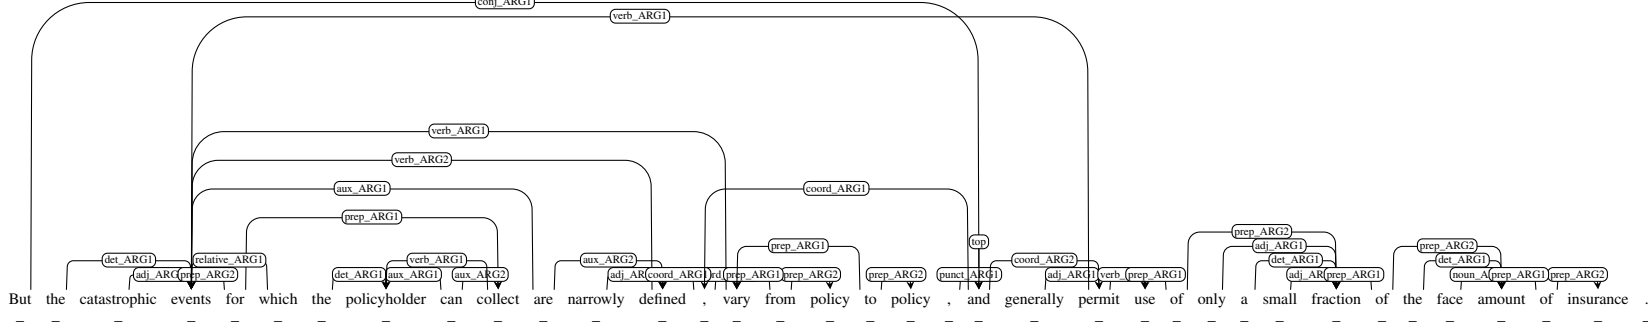 conj_ARG1
verb_ARG1
verb_ARG1
verb_ARG2
aux_ARG1 coord_ARG1
prep_ARG1
top
prep_ARG2 adj_ARG1
prep_ARG1 prep_ARG2
det_ARG1 relative_ARG1 verb_ARG1 aux_ARG2 coord_ARG2 det_ARG1 det_ARG1
prep_ARG2 det_ARG1 aux_ARG1 aux_ARG2 coord_ARG1 prep_ARG1 prep_ARG2 prep_ARG2 punct_ARG1 adj_ARG1 prep_ARG1 prep_ARG1 prep_ARG1 prep_ARG2
But the catastrophic events for which the policyholder can collect are narrowly defined , vary from policy to policy , and generally permit use of only a small fraction of the face amount of insurance .